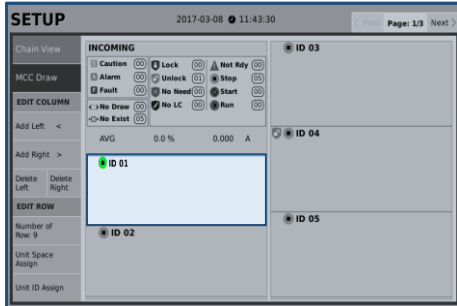 SETUP
2017-03-08 11:43:30
< Prev Page: 1/3 Next >
Chain View
MCC Draw
EDIT COLUMN
Add Left <
Add Right >
Delete Left
Delete Right
EDIT ROW
Number of
Row: 9
Unit Space
Assign
Unit ID Assign
INCOMING
Caution 00 Lock 00 Not Rdy 00
Alarm 00 Unlock 01 Stop 05
Fault 00 No Need 00 Start 00
<>No Draw 00 No LC 00 Run 00
No Exist 05
AVG 0.0 % 0.000 A
ID 01
ID 02
ID 03
ID 04
ID 05